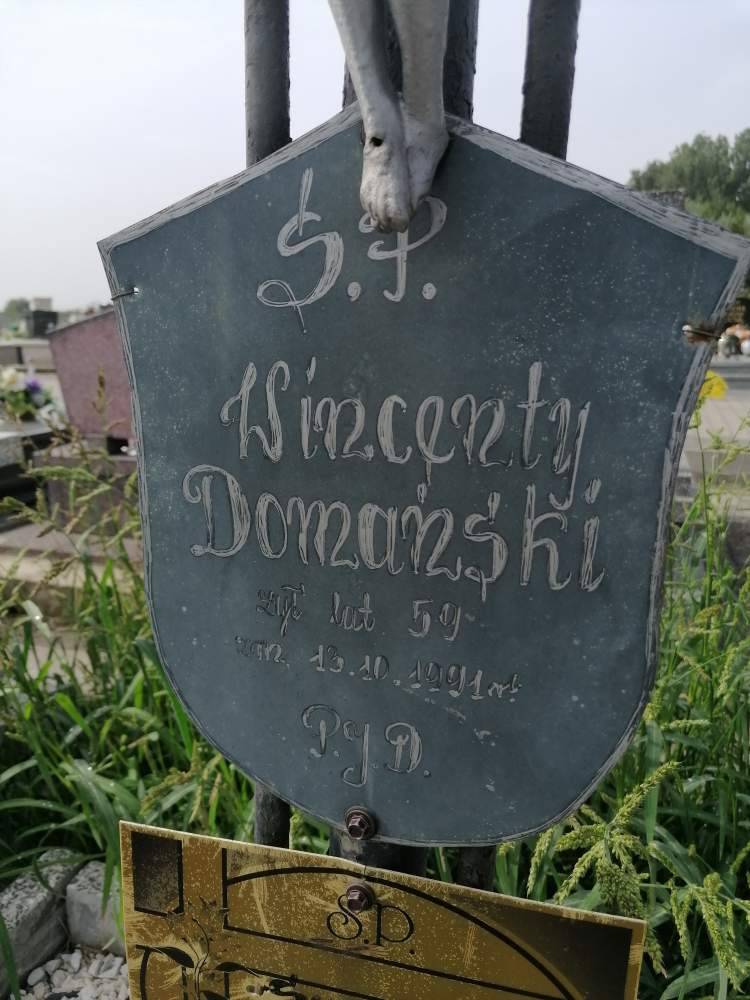 Ś.P.
Wincenty
Domański
żył lat 59
zm. 13.10.1991 r.
P.J.D.
Ś.P.